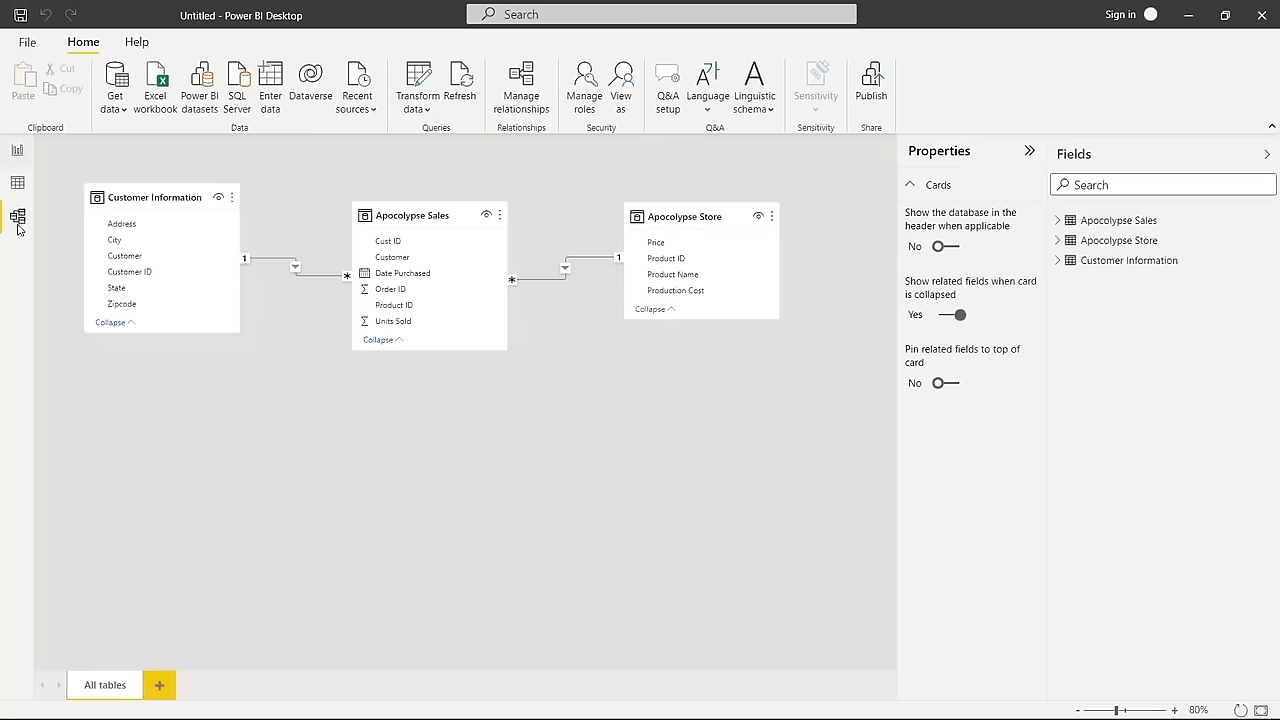 Untitled - Power BI Desktop
Search
Sign in
File
Home
Help
Paste
Cut
Copy
Clipboard
Get data
Excel workbook
Power BI datasets
SQL Server
Enter data
Dataverse
Recent sources
Data
Transform data
Refresh
Queries
Manage relationships
Relationships
Manage roles
View as
Security
Q&A setup
Language
Linguistic schema
Q&A
Sensitivity
Sensitivity
Publish
Share
Customer Information
Address
City
Customer
Customer ID
State
Zipcode
Collapse
1
*
Apocolypse Sales
Cust ID
Customer
Date Purchased
Order ID
Product ID
Units Sold
Collapse
*
1
Apocolypse Store
Price
Product ID
Product Name
Production Cost
Collapse
Properties
Cards
Show the database in the
header when applicable
No
Show related fields when card
is collapsed
Yes
Pin related fields to top of
card
No
Fields
Search
Apocolypse Sales
Apocolypse Store
Customer Information
All tables
+
- + 80%